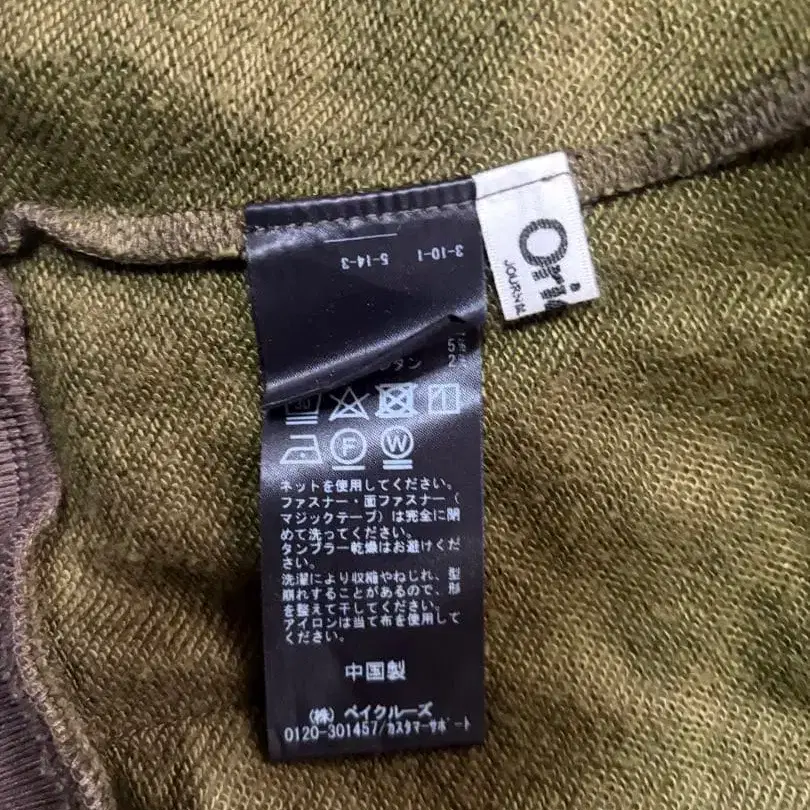 Ori
JOURN
3-10-1
5-14-3
5
2
タン
30
F
W
ネットを使用してください。
ファスナー・面ファスナー(
マジックテープ)は完全に閉
めて洗ってください。
タンブラー乾燥はお避けくだ
さい。
洗濯により収縮やねじれ、型
崩れすることがあるので、形
を整えて干してください。
アイロンは当て布を使用して
ください。
中国製
(株) ベイクルーズ
0120-301457/カスタマーサポート